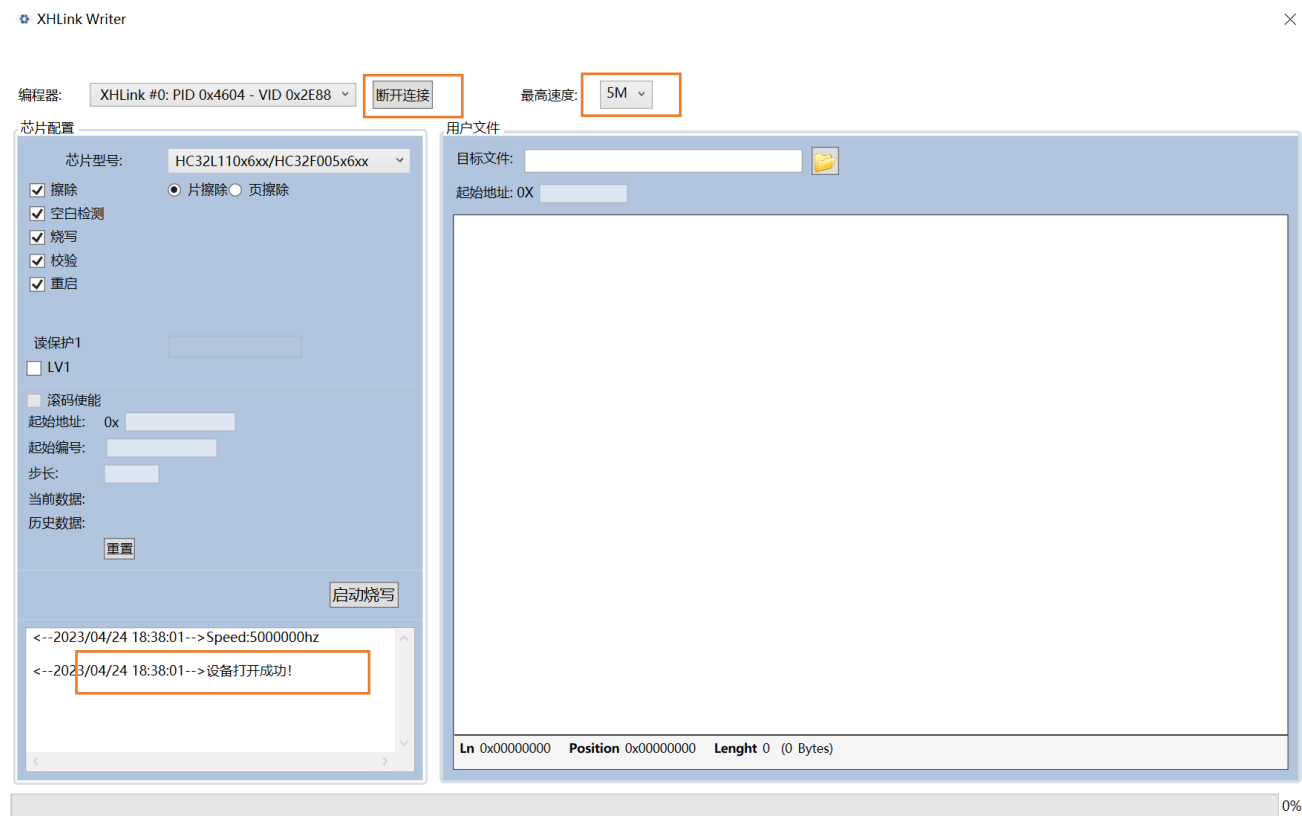 XHLink Writer
编程器: XHLink #0: PID 0x4604 - VID 0x2E88 断开连接 最高速度: 5M
芯片配置
芯片型号: HC32L110x6xx/HC32F005x6xx
擦除 片擦除 页擦除
空白检测
烧写
校验
重启
读保护1
LV1
滚码使能
起始地址: 0x
起始编号:
步长:
当前数据:
历史数据:
重置
启动烧写
<--2023/04/24 18:38:01-->Speed:5000000hz
<--2023/04/24 18:38:01-->设备打开成功!
用户文件
目标文件:
起始地址: 0X
Ln 0x00000000 Position 0x00000000 Lenght 0 (0 Bytes)
0%